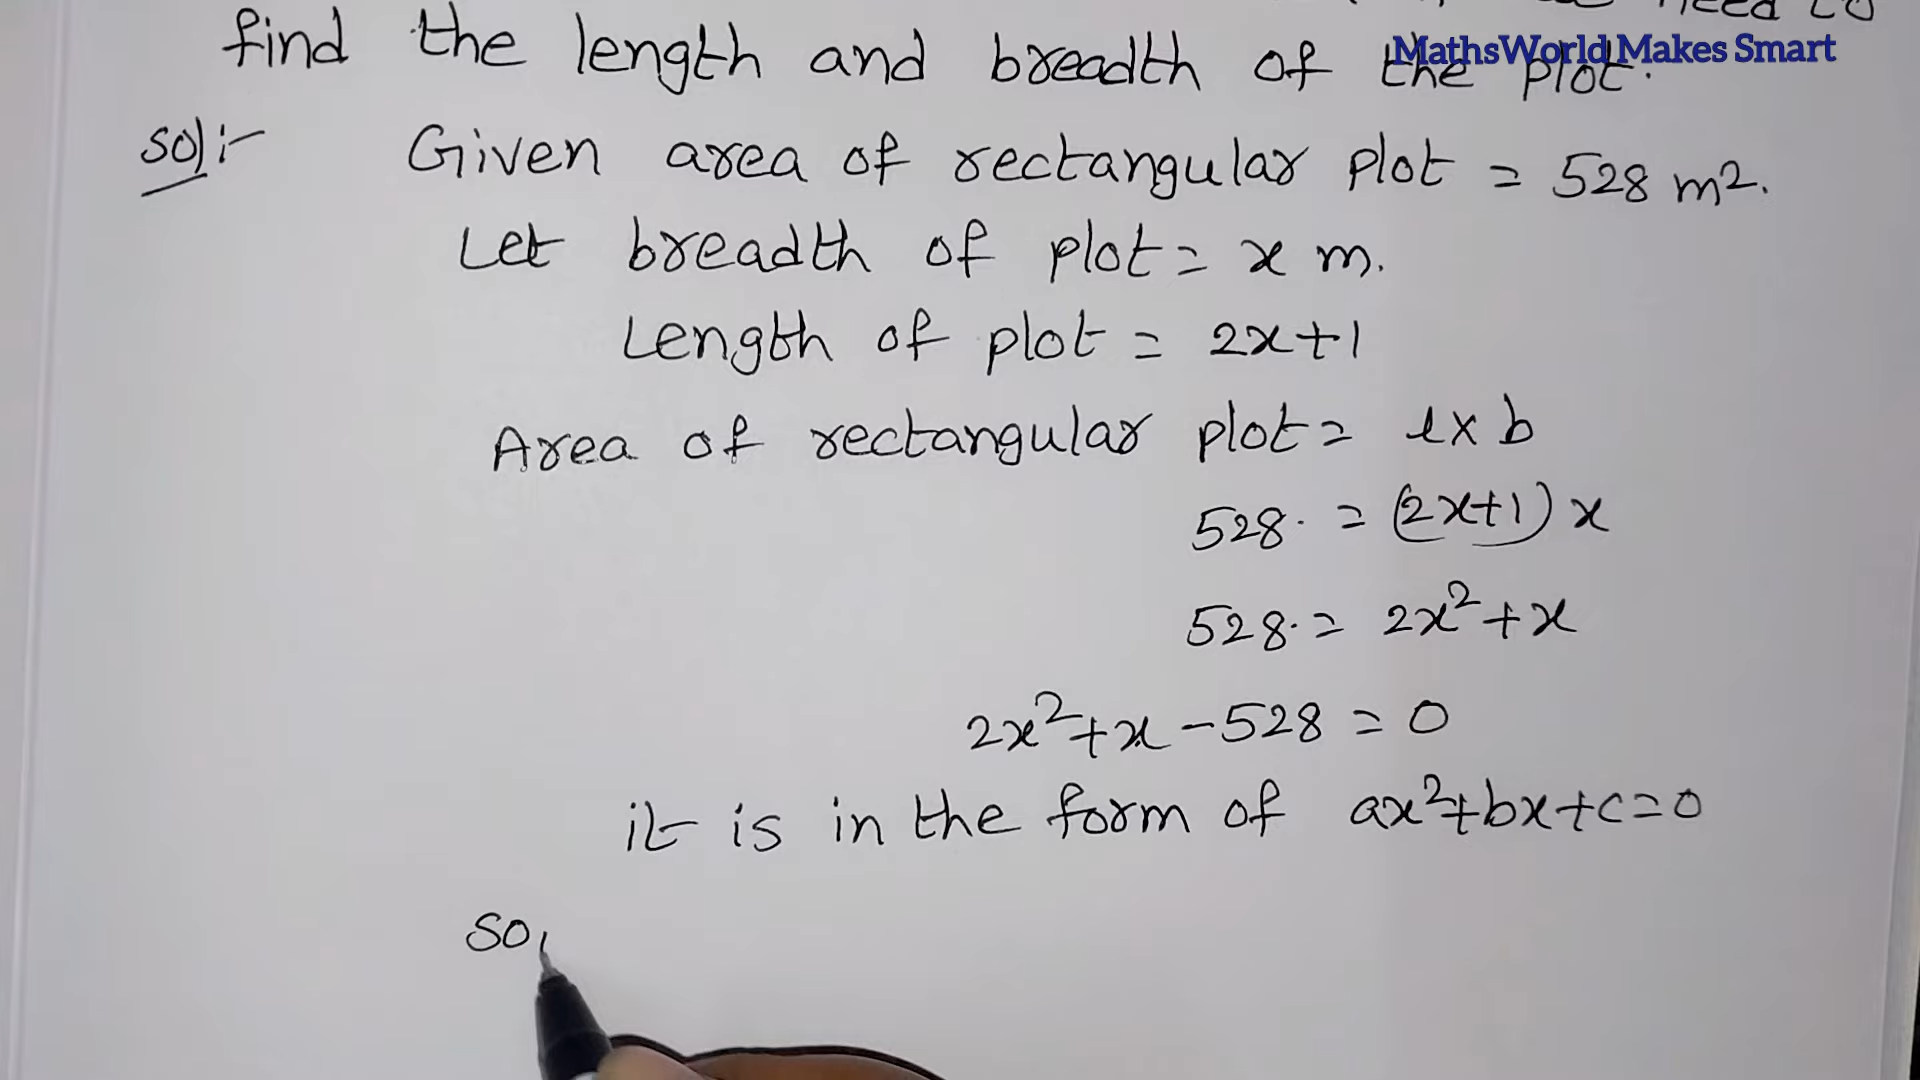 need to
find the length and breadth of the plot.
MathsWorld Makes Smart
Sol:-
Given area of rectangular plot = 528 m².
Let breadth of plot = x m.
Length of plot = 2x+1
Area of rectangular plot = l x b
528. = (2x+1) x
528. = 2x²+x
2x²+x-528 = 0
it is in the form of ax²+bx+c=0
SO,